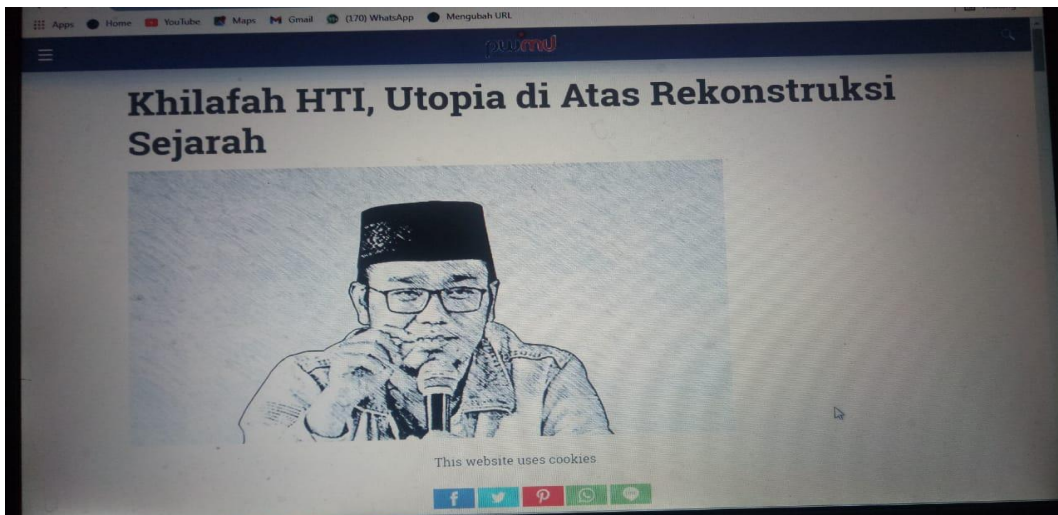 Apps Home YouTube Maps Gmail (170) WhatsApp Mengubah URL
pwmu
Khilafah HTI, Utopia di Atas Rekonstruksi
Sejarah
This website uses cookies